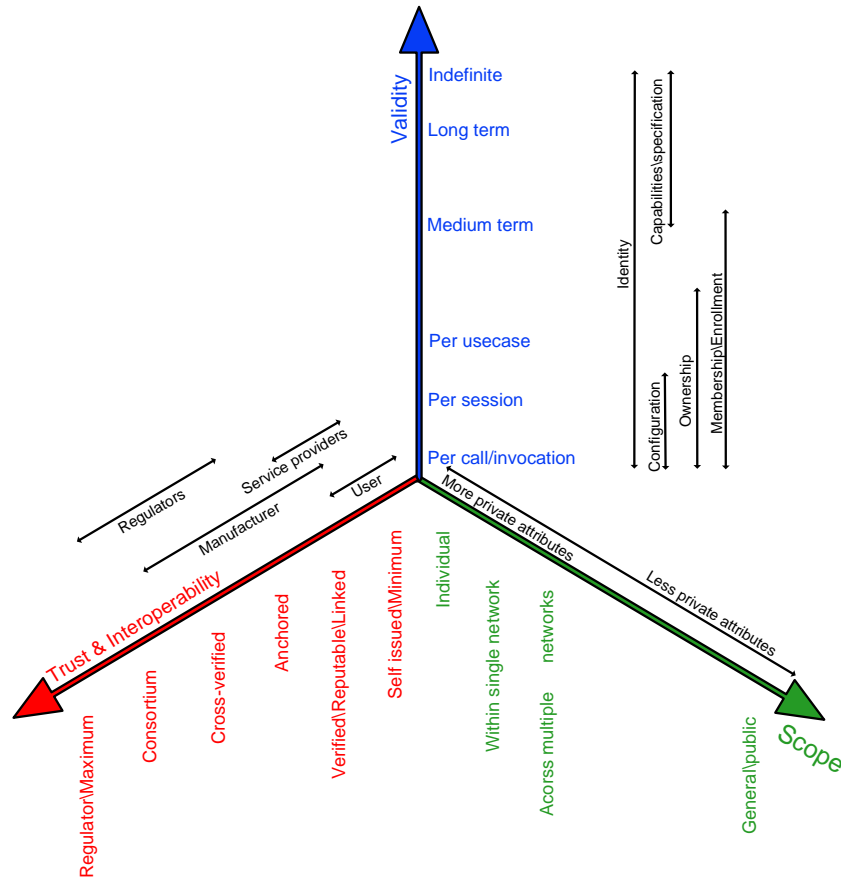 Validity
Indefinite
Long term
Medium term
Per usecase
Per session
Per call/invocation
Identity
Capabilities\specification
Configuration
Ownership
Membership\Enrollment
Regulators
Service providers
Manufacturer
User
More private attributes
Less private attributes
Trust & Interoperability
Regulator\Maximum
Consortium
Cross-verified
Anchored
Verified\Reputable\Linked
Self issued\Minimum
Individual
Within single network
Acorss multiple networks
General\public
Scope